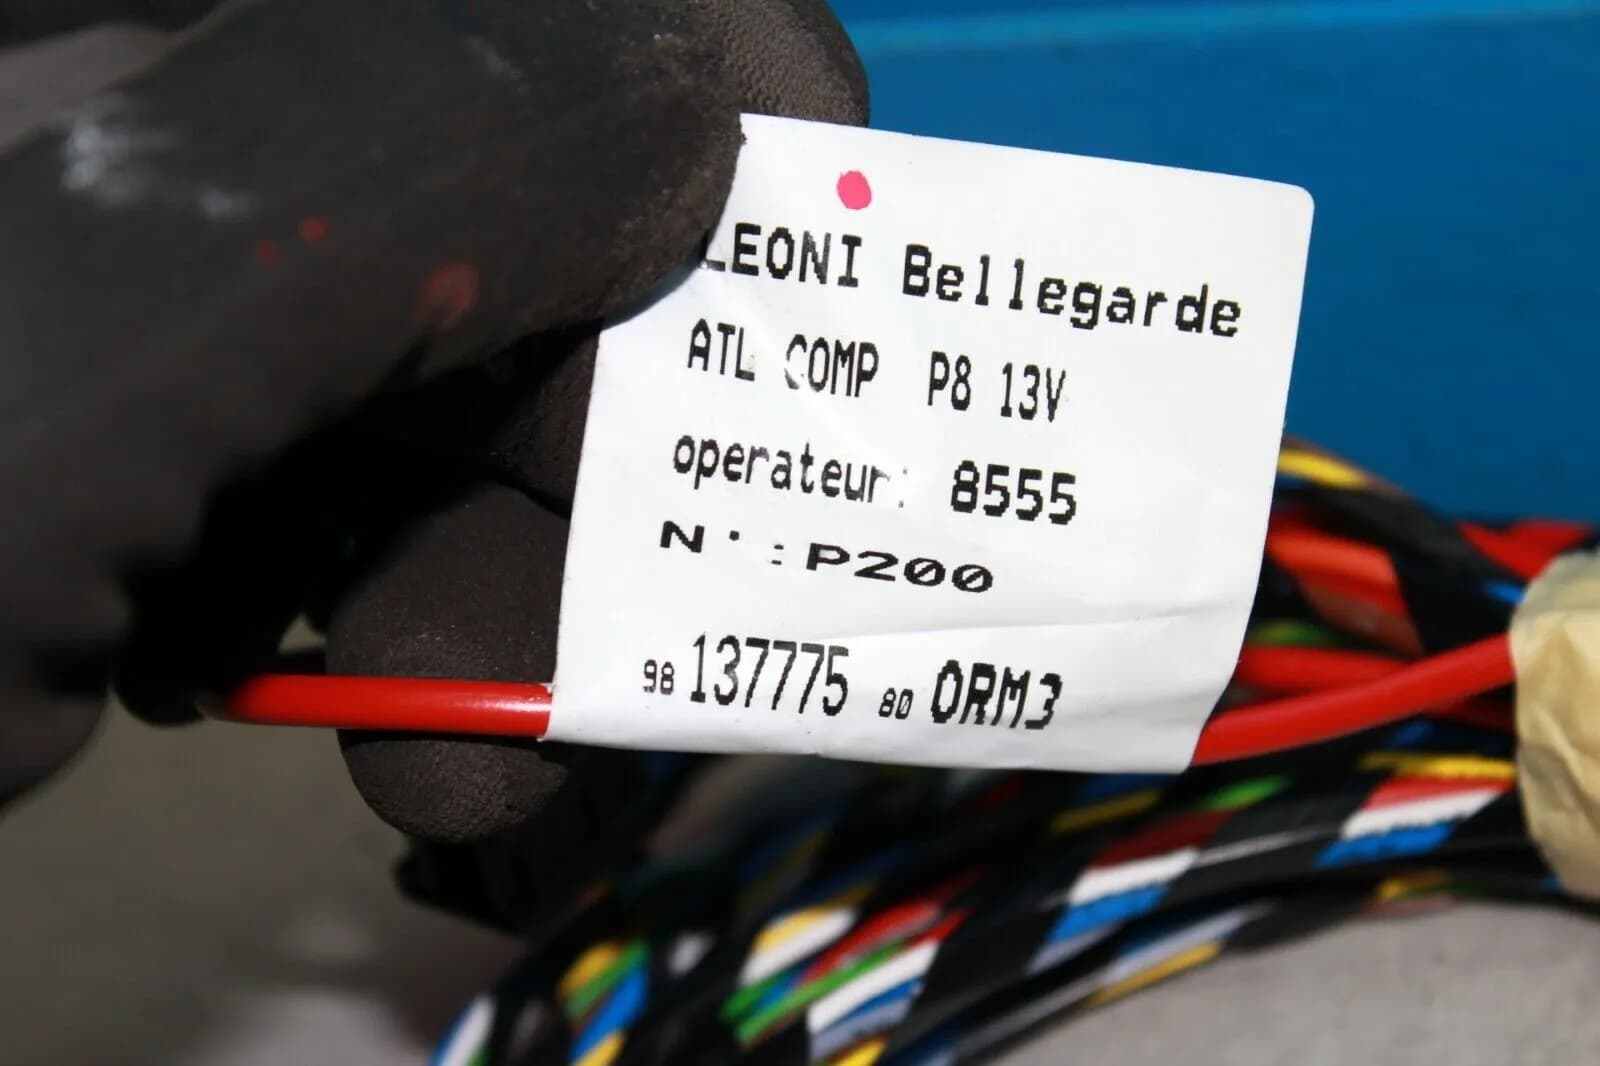 LEONI Bellegarde
ATL COMP P8 13V
operateur: 8555
N°:P200
98 137775 80 ORM3